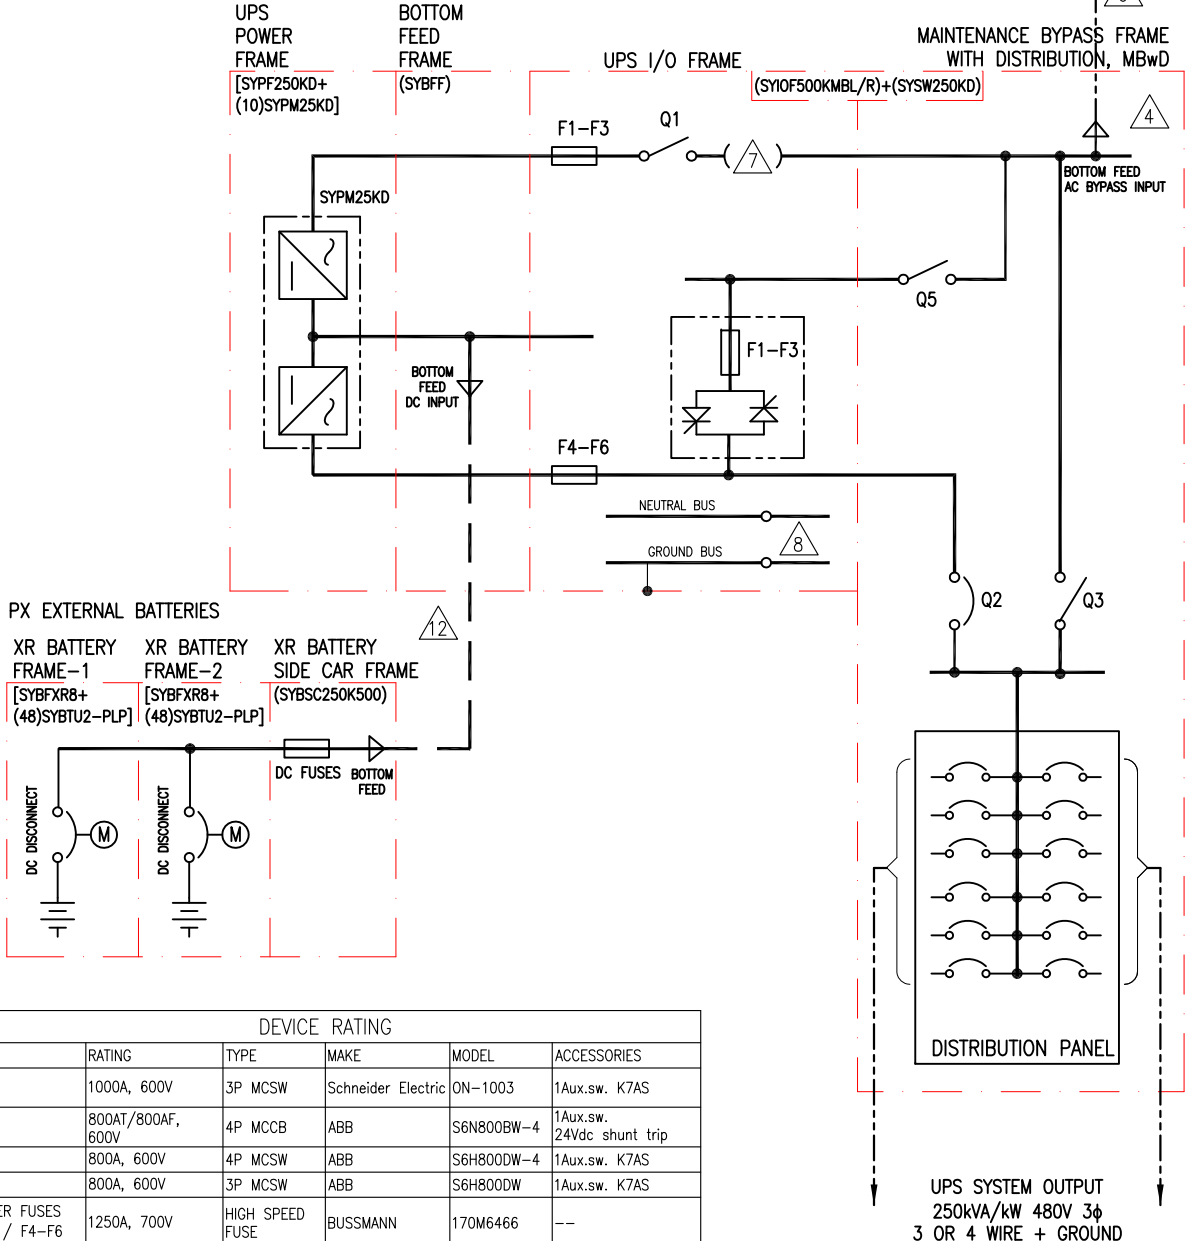 UPS
POWER
FRAME
[SYPF250KD+
(10)SYPM25KD]
BOTTOM
FEED
FRAME
(SYBFF)
UPS I/O FRAME
MAINTENANCE BYPASS FRAME
WITH DISTRIBUTION, MBwD
(SYIOF500KMBL/R)+(SYSW250KD)
4
F1-F3
Q1
7
BOTTOM FEED
AC BYPASS INPUT
SYPM25KD
Q5
F1-F3
BOTTOM
FEED
DC INPUT
F4-F6
NEUTRAL BUS
GROUND BUS
8
Q2
Q3
PX EXTERNAL BATTERIES
12
XR BATTERY
FRAME-1
[SYBFXR8+
(48)SYBTU2-PLP]
XR BATTERY
FRAME-2
[SYBFXR8+
(48)SYBTU2-PLP]
XR BATTERY
SIDE CAR FRAME
(SYBSC250K500)
DC FUSES
BOTTOM
FEED
DC DISCONNECT
M
DC DISCONNECT
M
DISTRIBUTION PANEL
DEVICE RATING
RATING TYPE MAKE MODEL ACCESSORIES
1000A, 600V 3P MCSW Schneider Electric ON-1003 1Aux.sw. K7AS
800AT/800AF,
600V 4P MCCB ABB S6N800BW-4 1Aux.sw.
24Vdc shunt trip
800A, 600V 4P MCSW ABB S6H800DW-4 1Aux.sw. K7AS
800A, 600V 3P MCSW ABB S6H800DW 1Aux.sw. K7AS
FUSES
/ F4-F6 1250A, 700V HIGH SPEED
FUSE BUSSMANN 170M6466 --
UPS SYSTEM OUTPUT
250kVA/kW 480V 3ϕ
3 OR 4 WIRE + GROUND